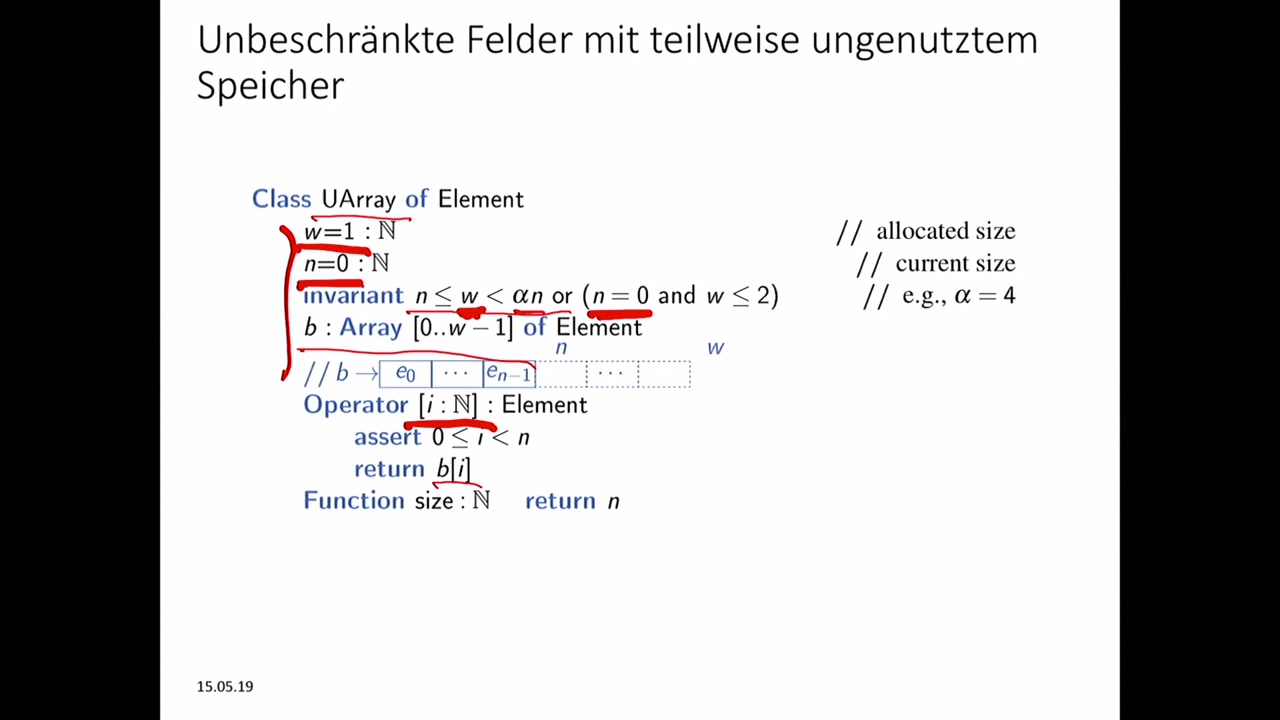 Unbeschränkte Felder mit teilweise ungenutztem
Speicher
Class UArray of Element
w=1 : ℕ // allocated size
n=0 : ℕ // current size
invariant n ≤ w < αn or (n = 0 and w ≤ 2) // e.g., α = 4
b : Array [0..w − 1] of Element
n w
// b → e0 ··· en−1 ···
Operator [i : ℕ] : Element
assert 0 ≤ i < n
return b[i]
Function size : ℕ return n
15.05.19